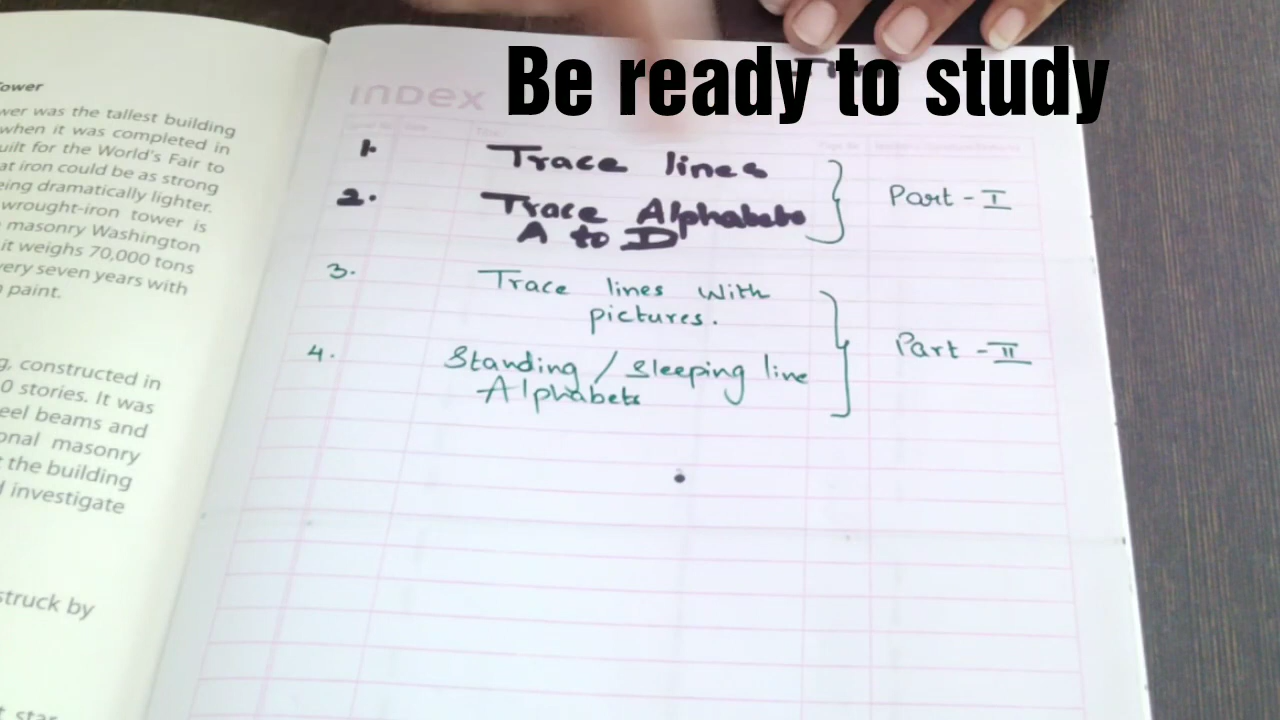 Be ready to study
ower
wer was the tallest building
when it was completed in
uilt for the World's Fair to
at iron could be as strong
eing dramatically lighter.
wrought-iron tower is
masonry Washington
it weighs 70,000 tons
very seven years with
paint.
g, constructed in
0 stories. It was
eel beams and
onal masonry
t the building
d investigate
struck by
t star
INDEX
1. Trace lines
Part - I
2. Trace Alphabets
A to D
3. Trace lines with
pictures.
Part - II
4. Standing / Sleeping line
Alphabets